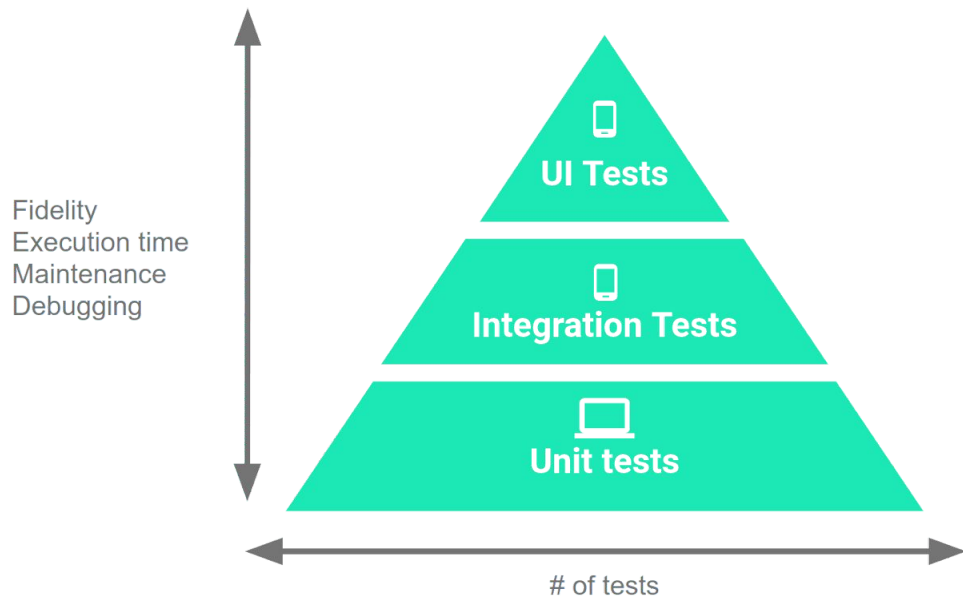 UI Tests
Fidelity
Execution time
Maintenance
Debugging
Integration Tests
Unit tests
# of tests